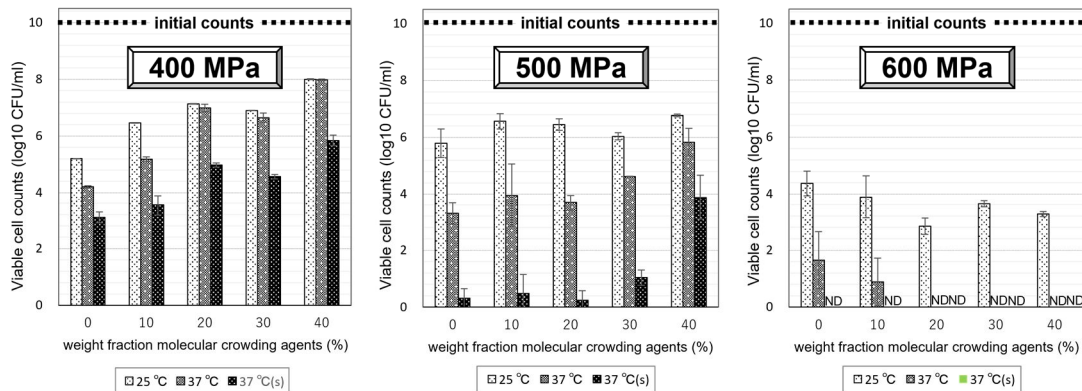 initial counts
400 MPa
Viable cell counts (log10 CFU/ml)
10
8
6
4
2
0
0 10 20 30 40
weight fraction molecular crowding agents (%)
25 °C 37 °C 37 °C(s)
initial counts
500 MPa
Viable cell counts (log10 CFU/ml)
10
8
6
4
2
0
0 10 20 30 40
weight fraction molecular crowding agents (%)
25 °C 37 °C 37 °C(s)
initial counts
600 MPa
Viable cell counts (log10 CFU/ml)
10
8
6
4
2
0
ND ND NDND NDND NDND
0 10 20 30 40
weight fraction molecular crowding agents (%)
25 °C 37 °C 37 °C(s)